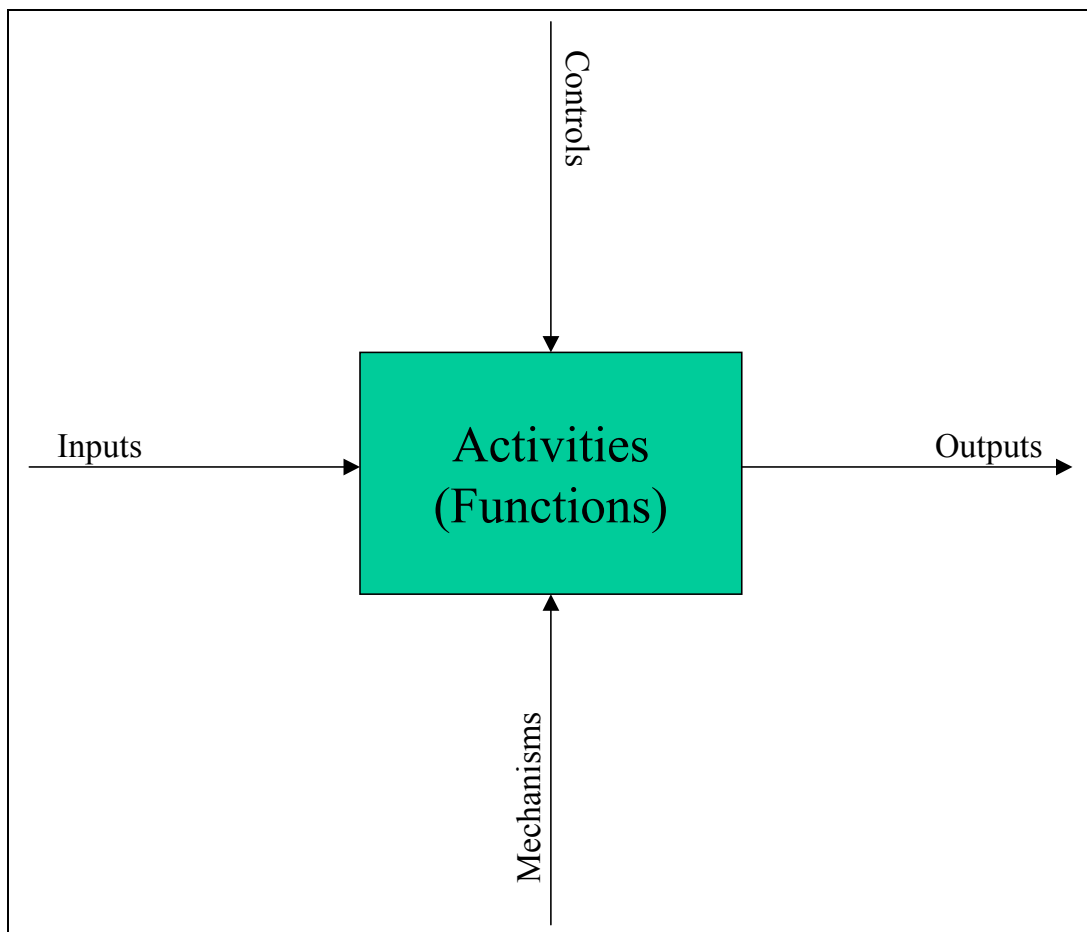 Controls
Inputs
Activities
(Functions)
Outputs
Mechanisms